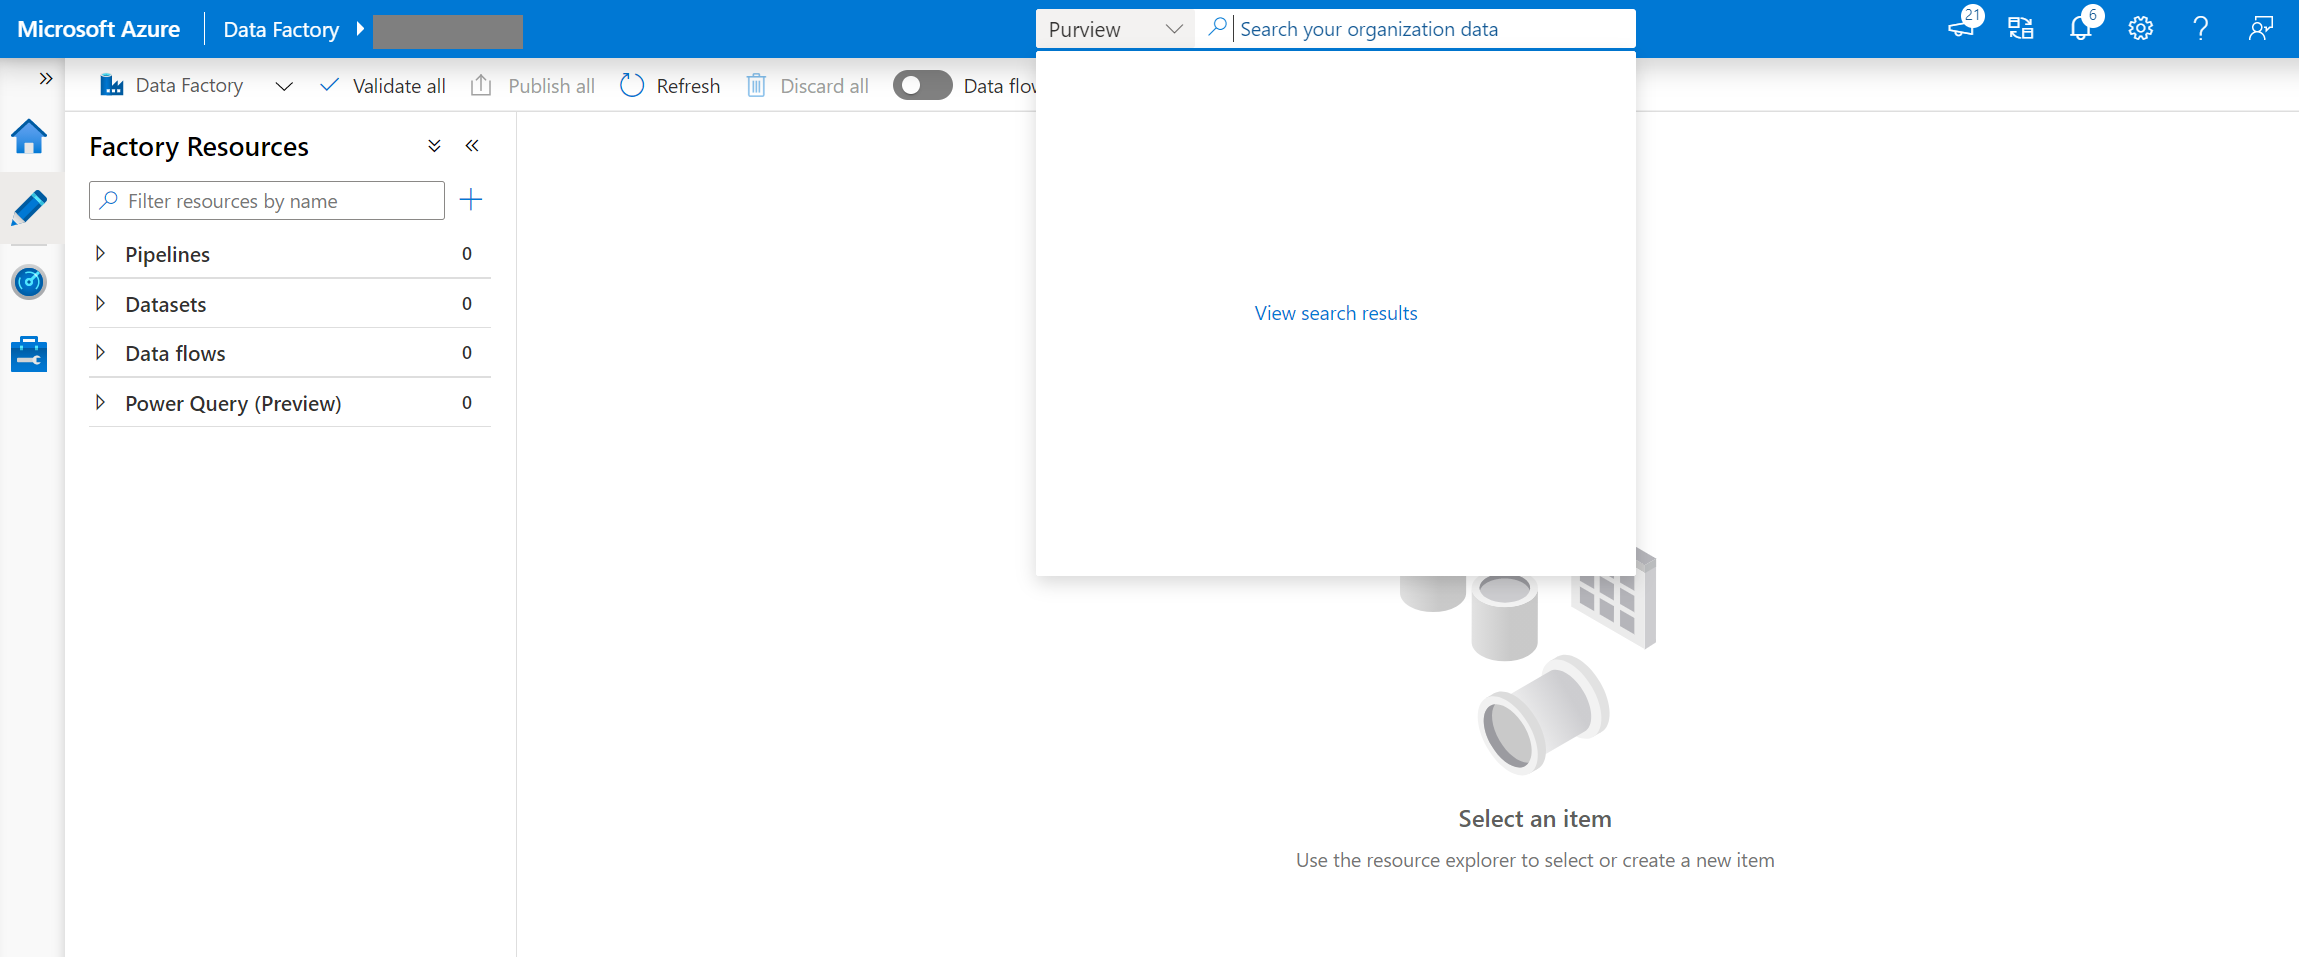 Microsoft Azure
Data Factory
Purview
Search your organization data
21
6
Data Factory
Validate all
Publish all
Refresh
Discard all
Data flow
Factory Resources
Filter resources by name
Pipelines 0
Datasets 0
Data flows 0
Power Query (Preview) 0
View search results
Select an item
Use the resource explorer to select or create a new item